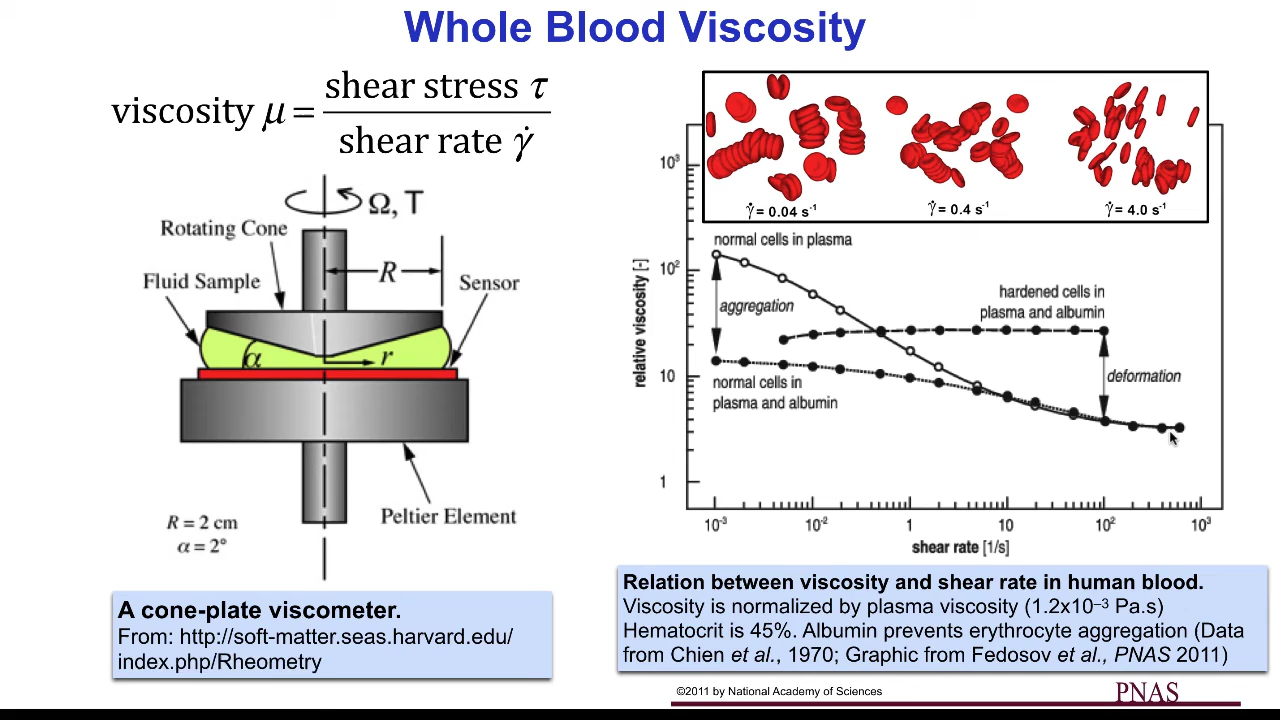 Whole Blood Viscosity
viscosity μ = shear stress τ / shear rate γ̇
Ω, T
Rotating Cone
R
Fluid Sample
Sensor
α
r
Peltier Element
R = 2 cm
α = 2°
A cone-plate viscometer.
From: http://soft-matter.seas.harvard.edu/
index.php/Rheometry
γ̇ = 0.04 s⁻¹
γ̇ = 0.4 s⁻¹
γ̇ = 4.0 s⁻¹
relative viscosity [-]
10³
10²
10
1
normal cells in plasma
aggregation
hardened cells in
plasma and albumin
normal cells in
plasma and albumin
deformation
10⁻³
10⁻²
1
10
10²
10³
shear rate [1/s]
Relation between viscosity and shear rate in human blood.
Viscosity is normalized by plasma viscosity (1.2x10⁻³ Pa.s)
Hematocrit is 45%. Albumin prevents erythrocyte aggregation (Data
from Chien et al., 1970; Graphic from Fedosov et al., PNAS 2011)
©2011 by National Academy of Sciences
PNAS